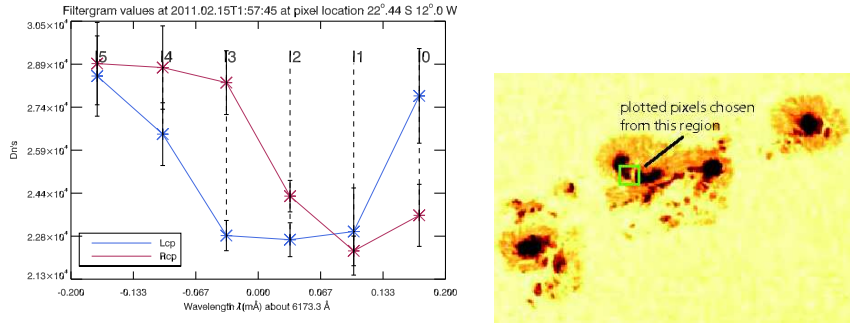 Filtergram values at 2011.02.15T1:57:45 at pixel location 22°.44 S 12°.0 W
3.05×10⁴
2.89×10⁴
2.74×10⁴
2.59×10⁴
2.44×10⁴
2.28×10⁴
2.13×10⁴
Dn's
I5 I4 I3 I2 I1 I0
Lcp
Rcp
-0.200 -0.133 -0.067 0.000 0.067 0.133 0.200
Wavelength λ(mÅ) about 6173.3 Å
plotted pixels chosen
from this region